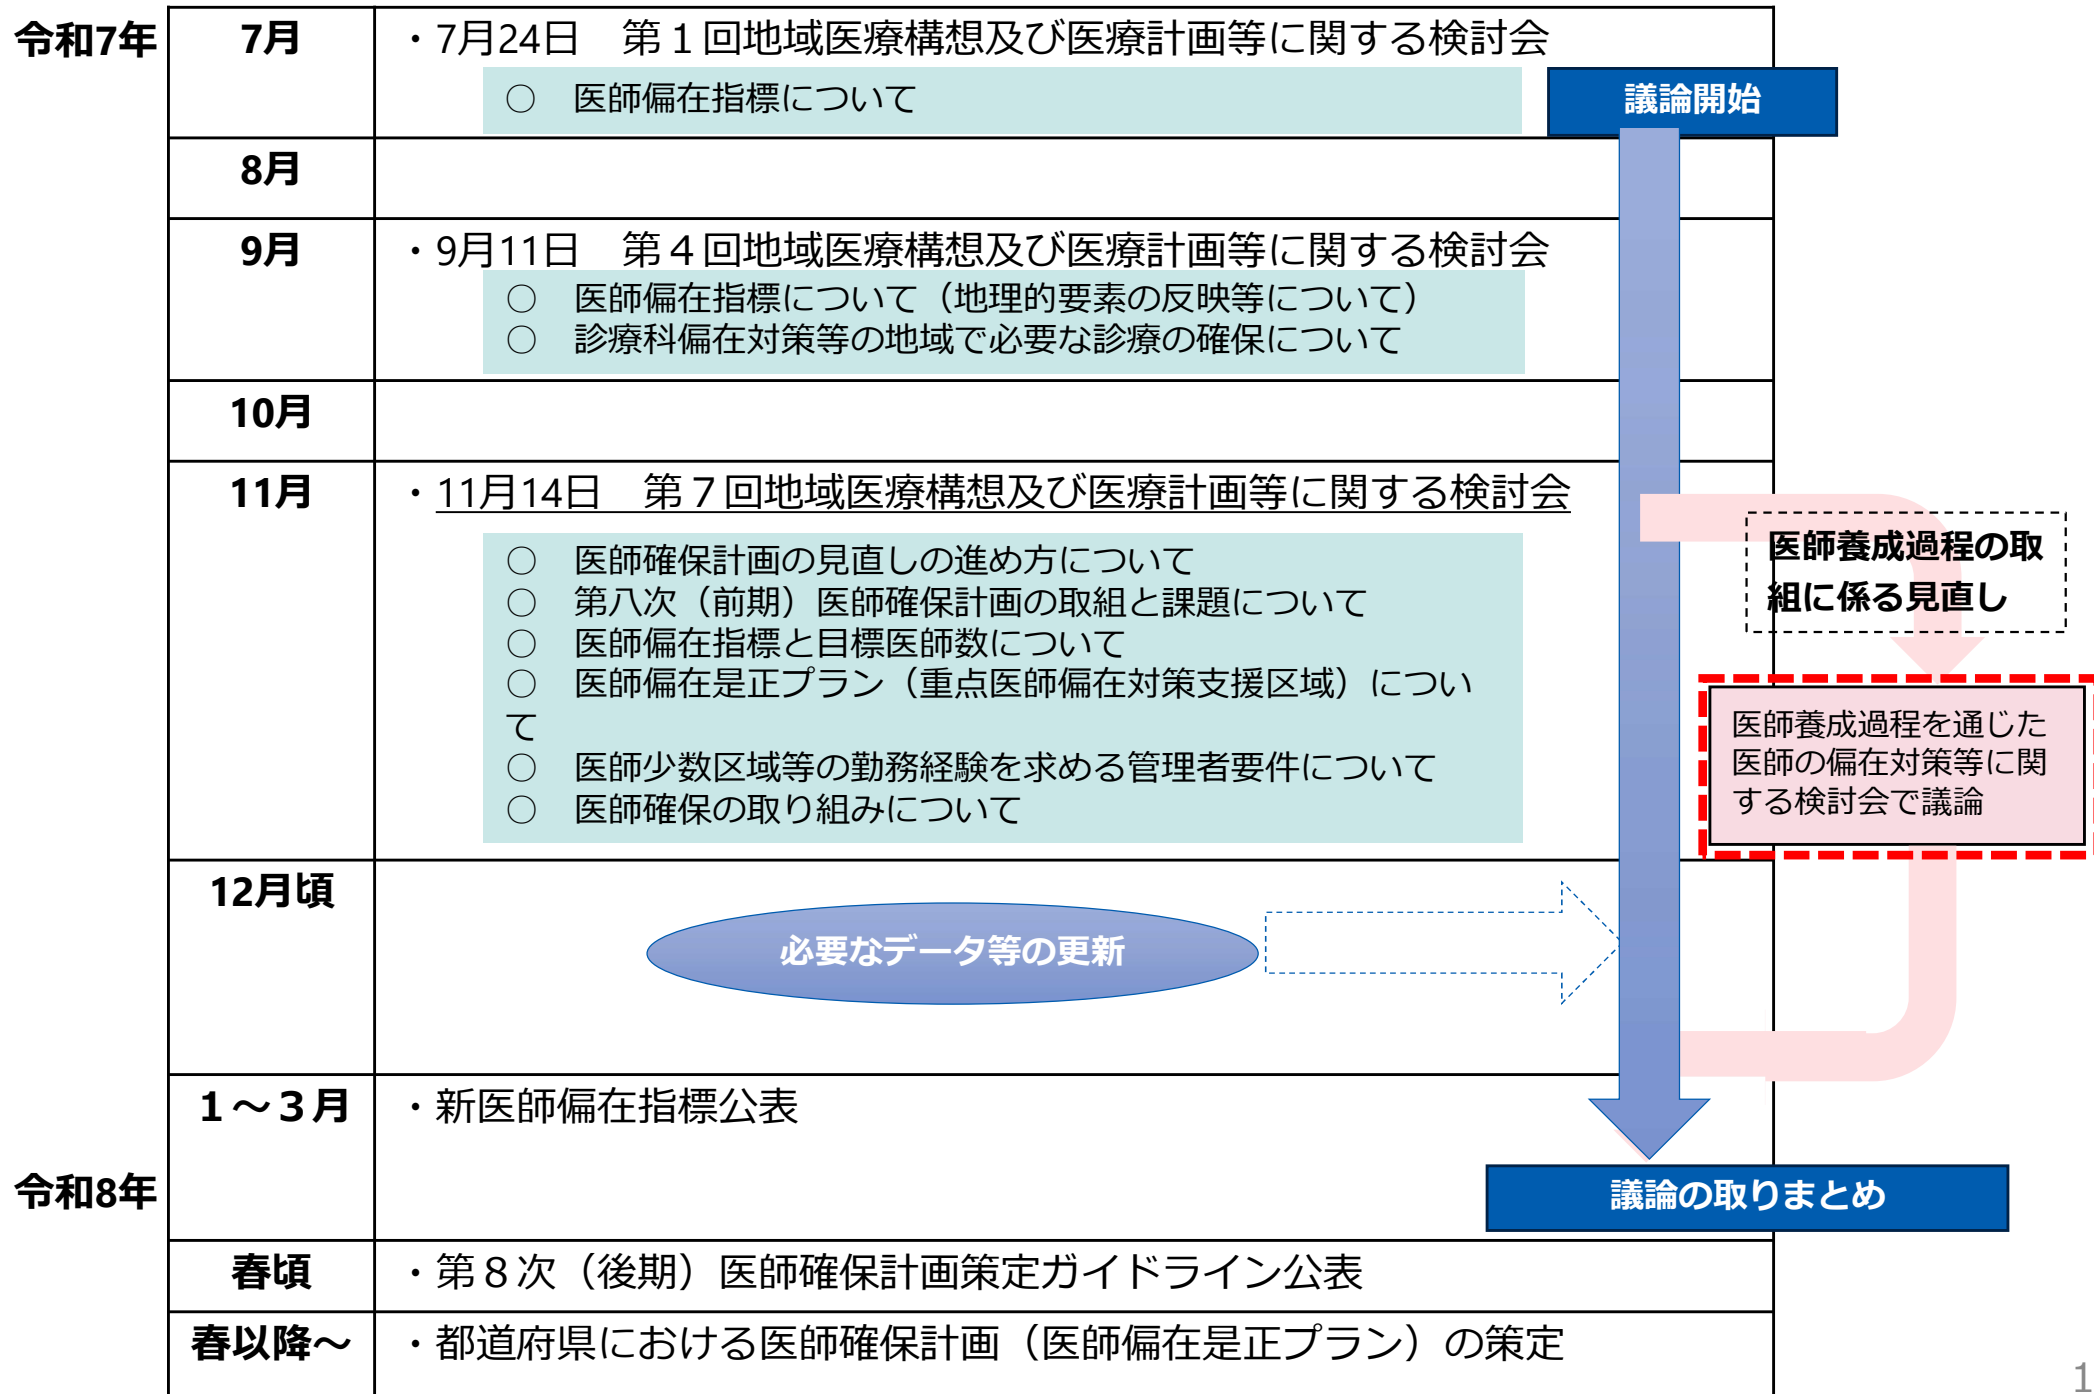 令和7年
7月
・7月24日　第１回地域医療構想及び医療計画等に関する検討会
○　医師偏在指標について
議論開始
8月
9月
・9月11日　第４回地域医療構想及び医療計画等に関する検討会
○　医師偏在指標について（地理的要素の反映等について）
○　診療科偏在対策等の地域で必要な診療の確保について
10月
11月
・11月14日　第７回地域医療構想及び医療計画等に関する検討会
○　医師確保計画の見直しの進め方について
○　第八次（前期）医師確保計画の取組と課題について
○　医師偏在指標と目標医師数について
○　医師偏在是正プラン（重点医師偏在対策支援区域）につい
て
○　医師少数区域等の勤務経験を求める管理者要件について
○　医師確保の取り組みについて
医師養成過程の取
組に係る見直し
医師養成過程を通じた
医師の偏在対策等に関
する検討会で議論
12月頃
必要なデータ等の更新
１～３月
・新医師偏在指標公表
令和8年
議論の取りまとめ
春頃
・第８次（後期）医師確保計画策定ガイドライン公表
春以降～
・都道府県における医師確保計画（医師偏在是正プラン）の策定
1